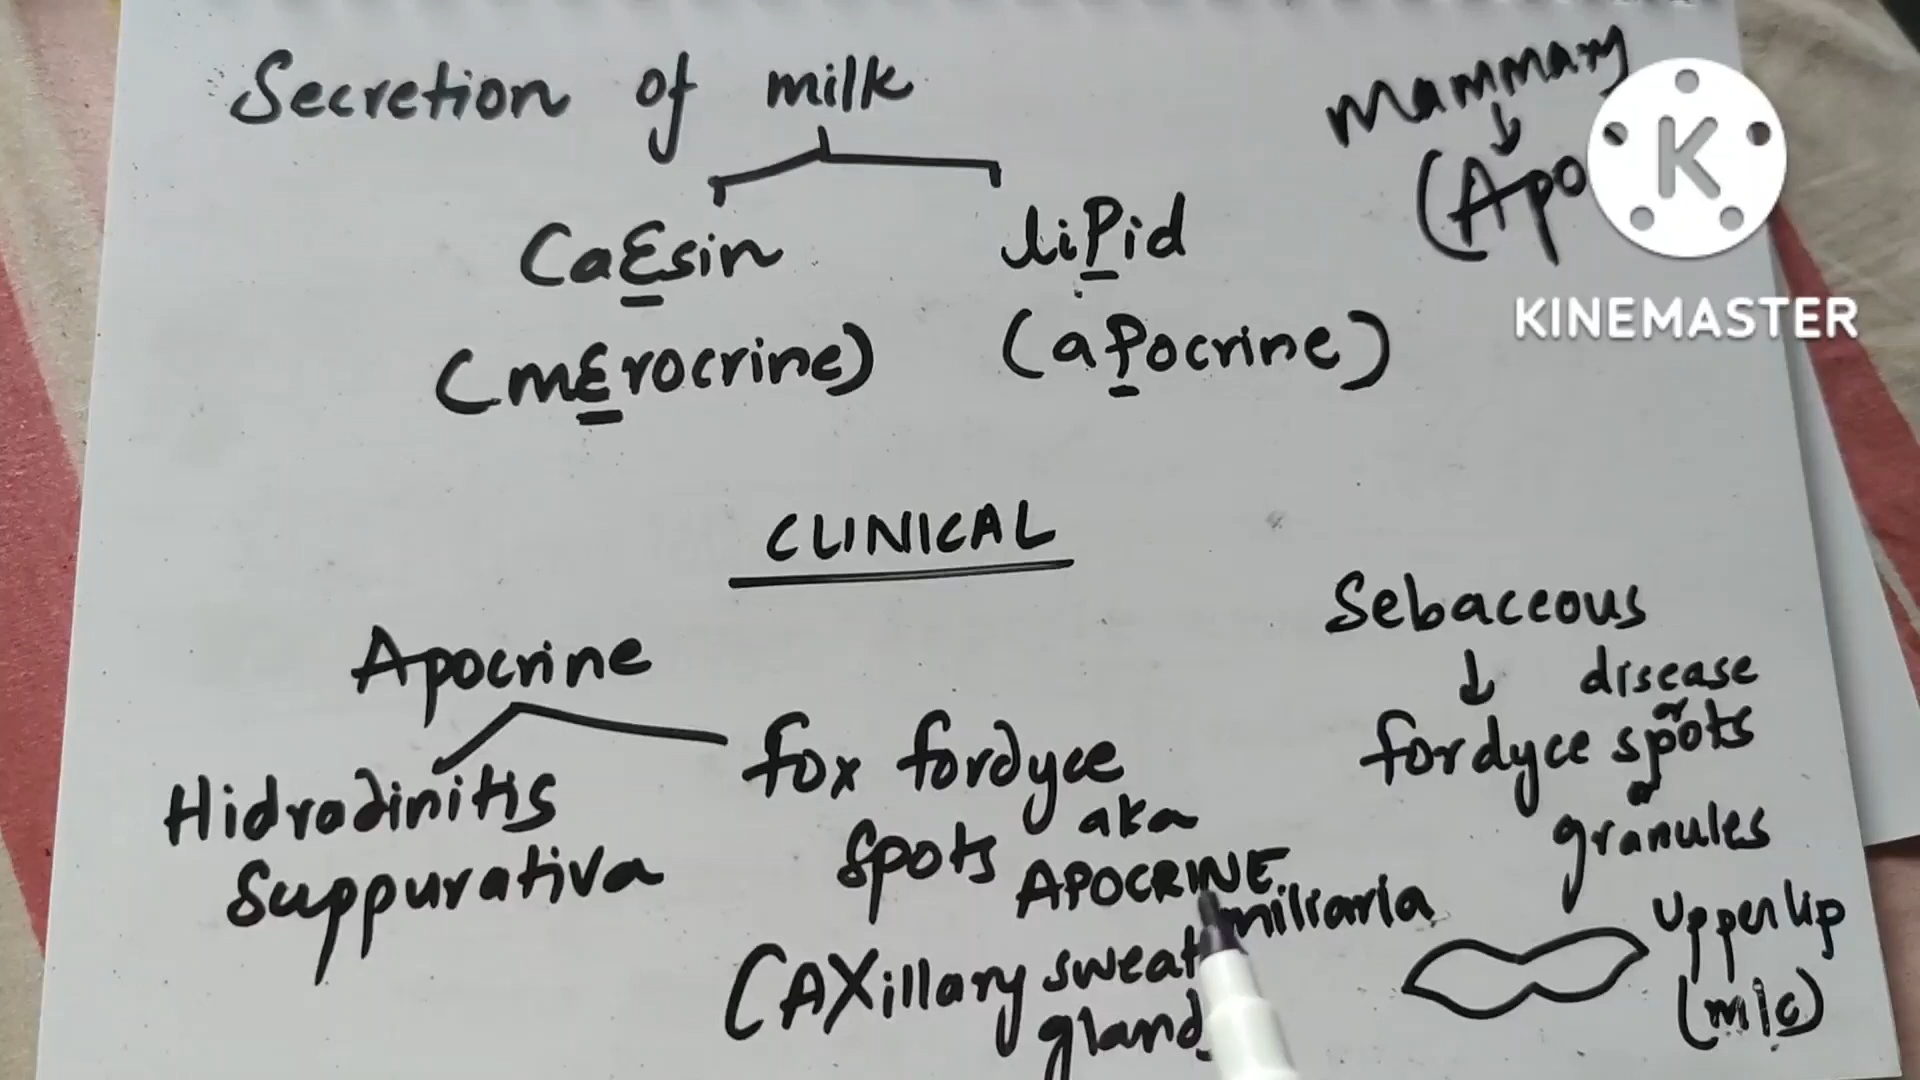 Secretion of milk
mammary
(Apo
CaEsin
liPid
(mErocrine)
(aPocrine)
K
KINEMASTER
CLINICAL
Apocrine
Hidradinitis
Suppurativa
fox fordyce
spots aka
APOCRINE
miliaria
(AXillary sweat
gland
Sebaceous
disease
or
fordyce spots
or
granules
upper lip
(m/c)